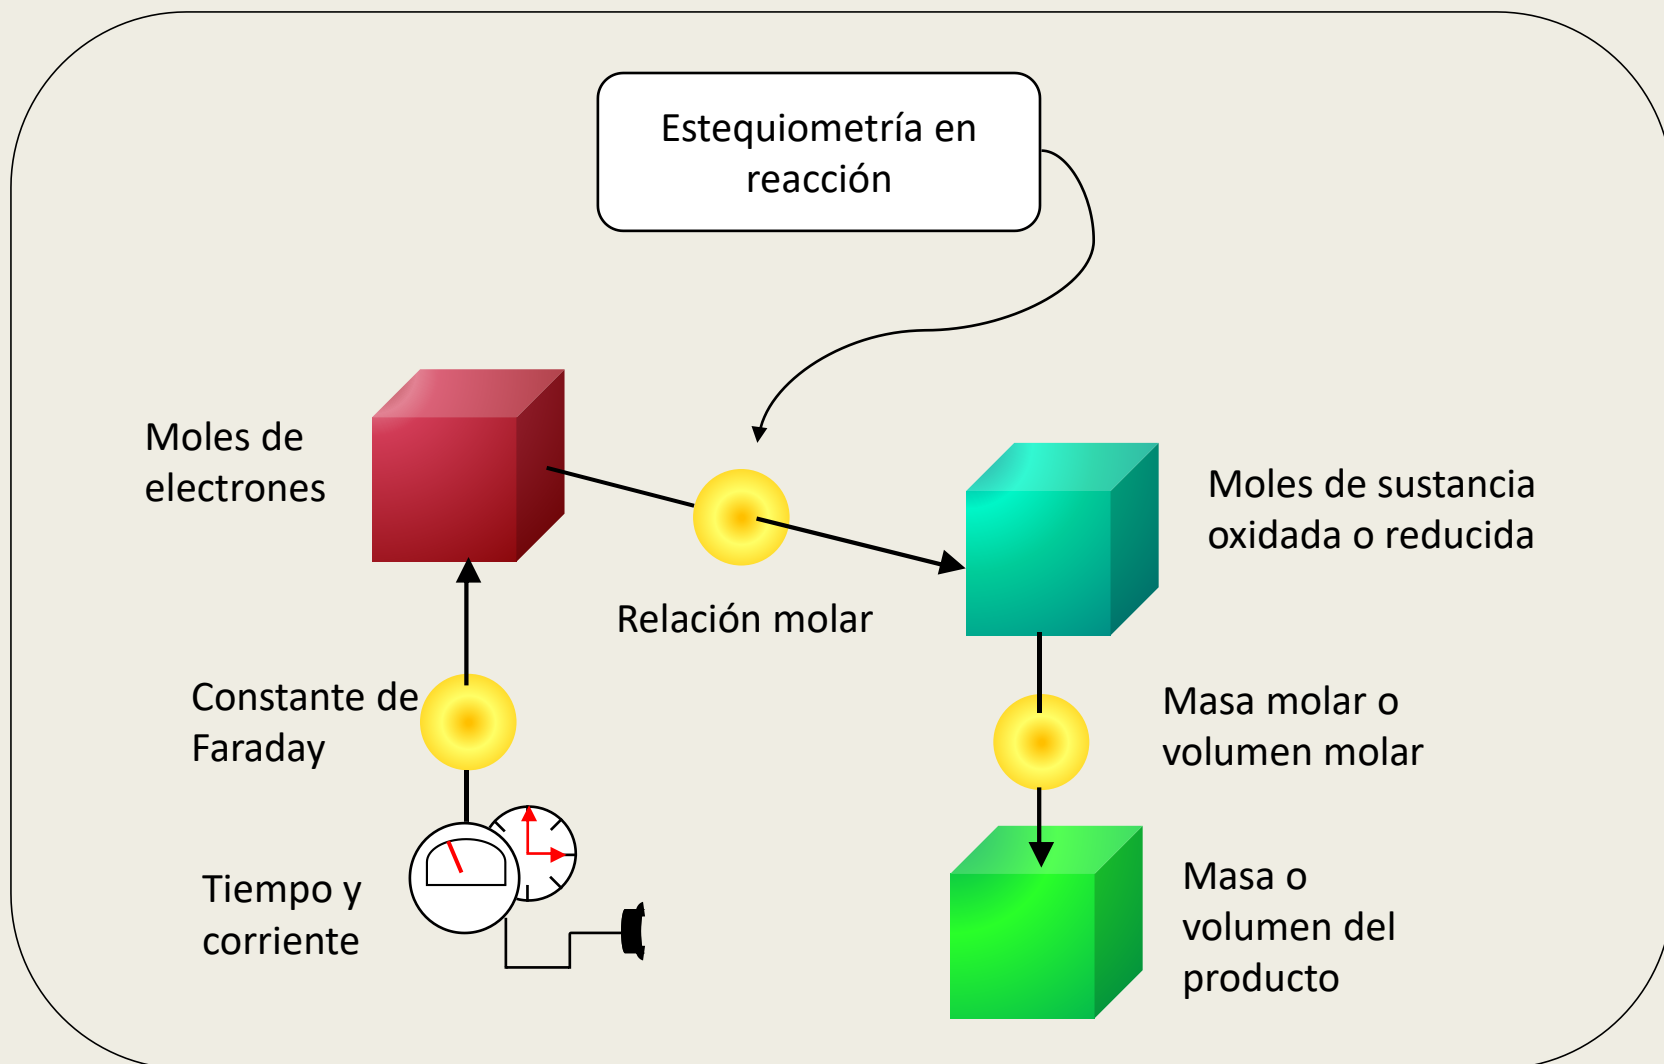 Estequiometría en
reacción
Moles de
electrones
Moles de sustancia
oxidada o reducida
Relación molar
Constante de
Faraday
Masa molar o
volumen molar
Tiempo y
corriente
Masa o
volumen del
producto